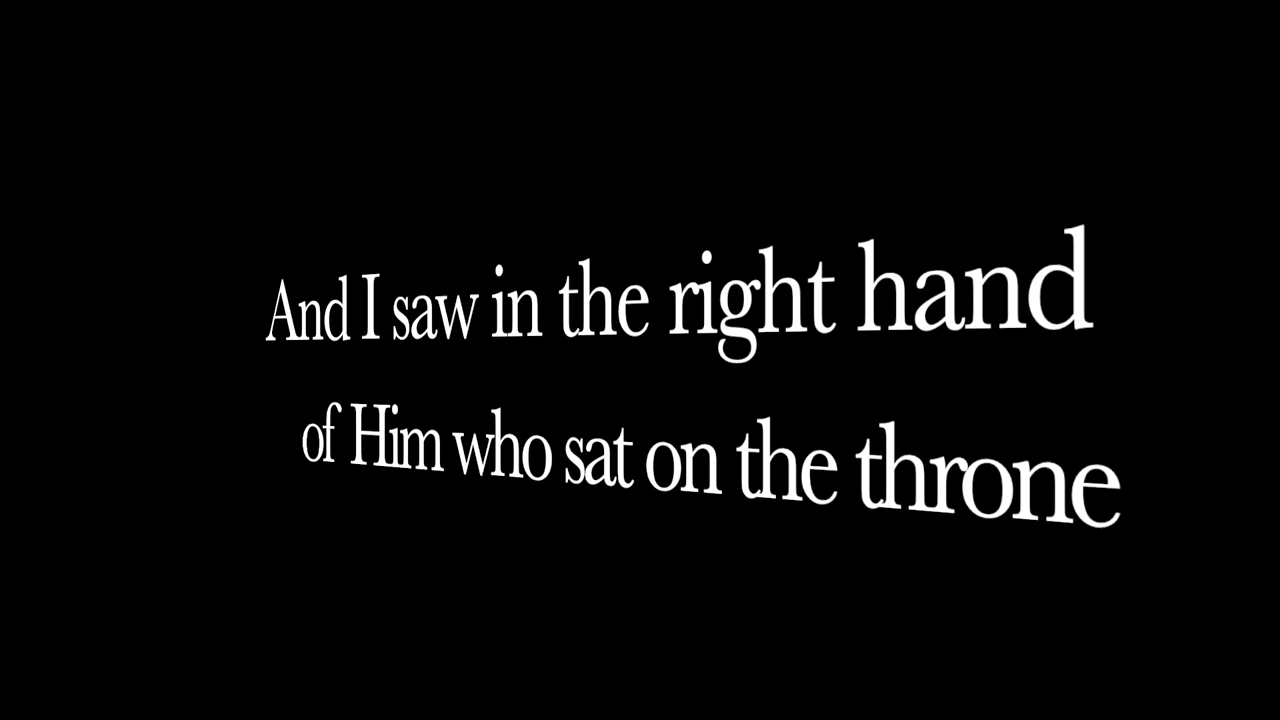 And I saw in the right hand
of Him who sat on the throne